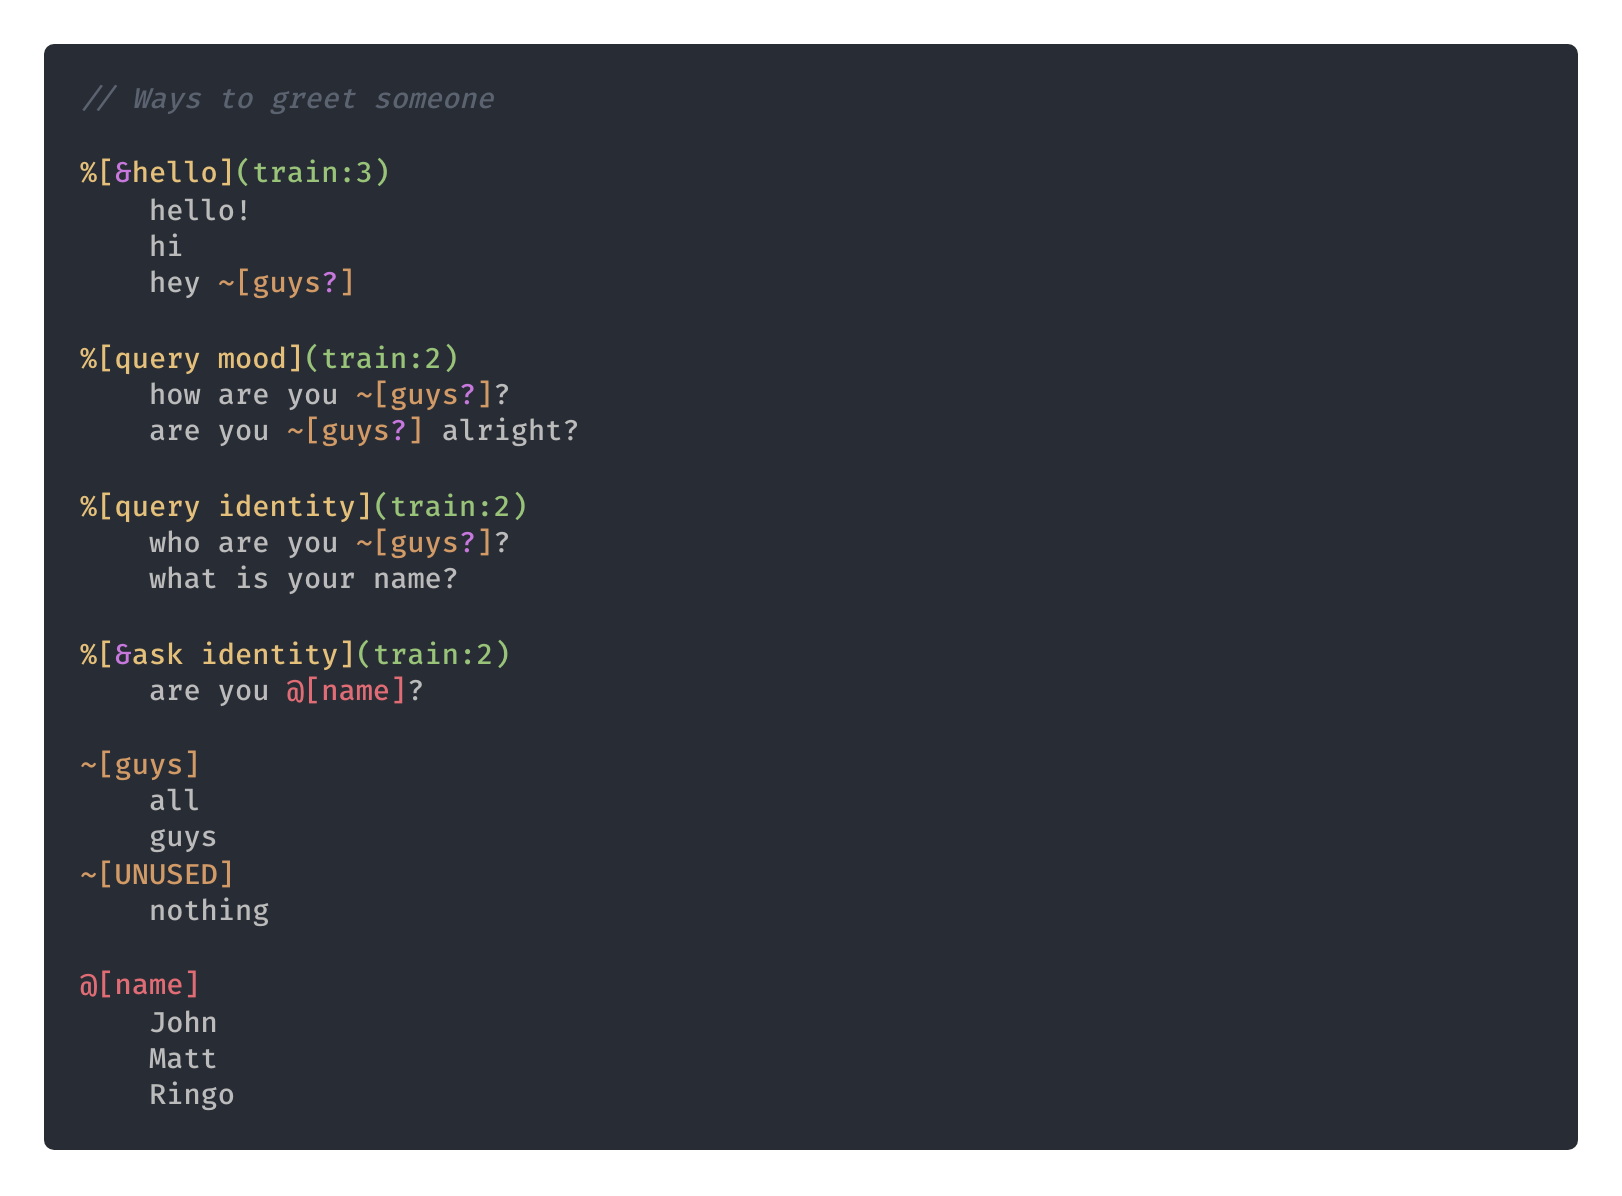 // Ways to greet someone

%[&hello](train:3)
    hello!
    hi
    hey ~[guys?]

%[query mood](train:2)
    how are you ~[guys?]?
    are you ~[guys?] alright?

%[query identity](train:2)
    who are you ~[guys?]?
    what is your name?

%[&ask identity](train:2)
    are you @[name]?

~[guys]
    all
    guys
~[UNUSED]
    nothing

@[name]
    John
    Matt
    Ringo